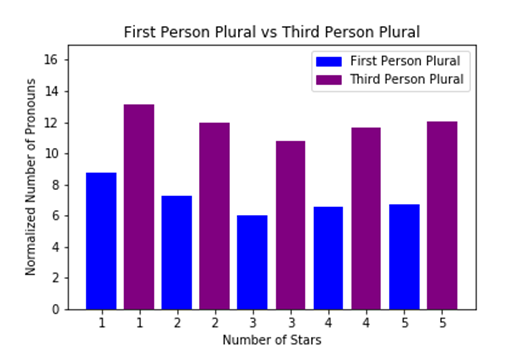 First Person Plural vs Third Person Plural
First Person Plural
Third Person Plural
Normalized Number of Pronouns
16
14
12
10
8
6
4
2
0
1 1 2 2 3 3 4 4 5 5
Number of Stars